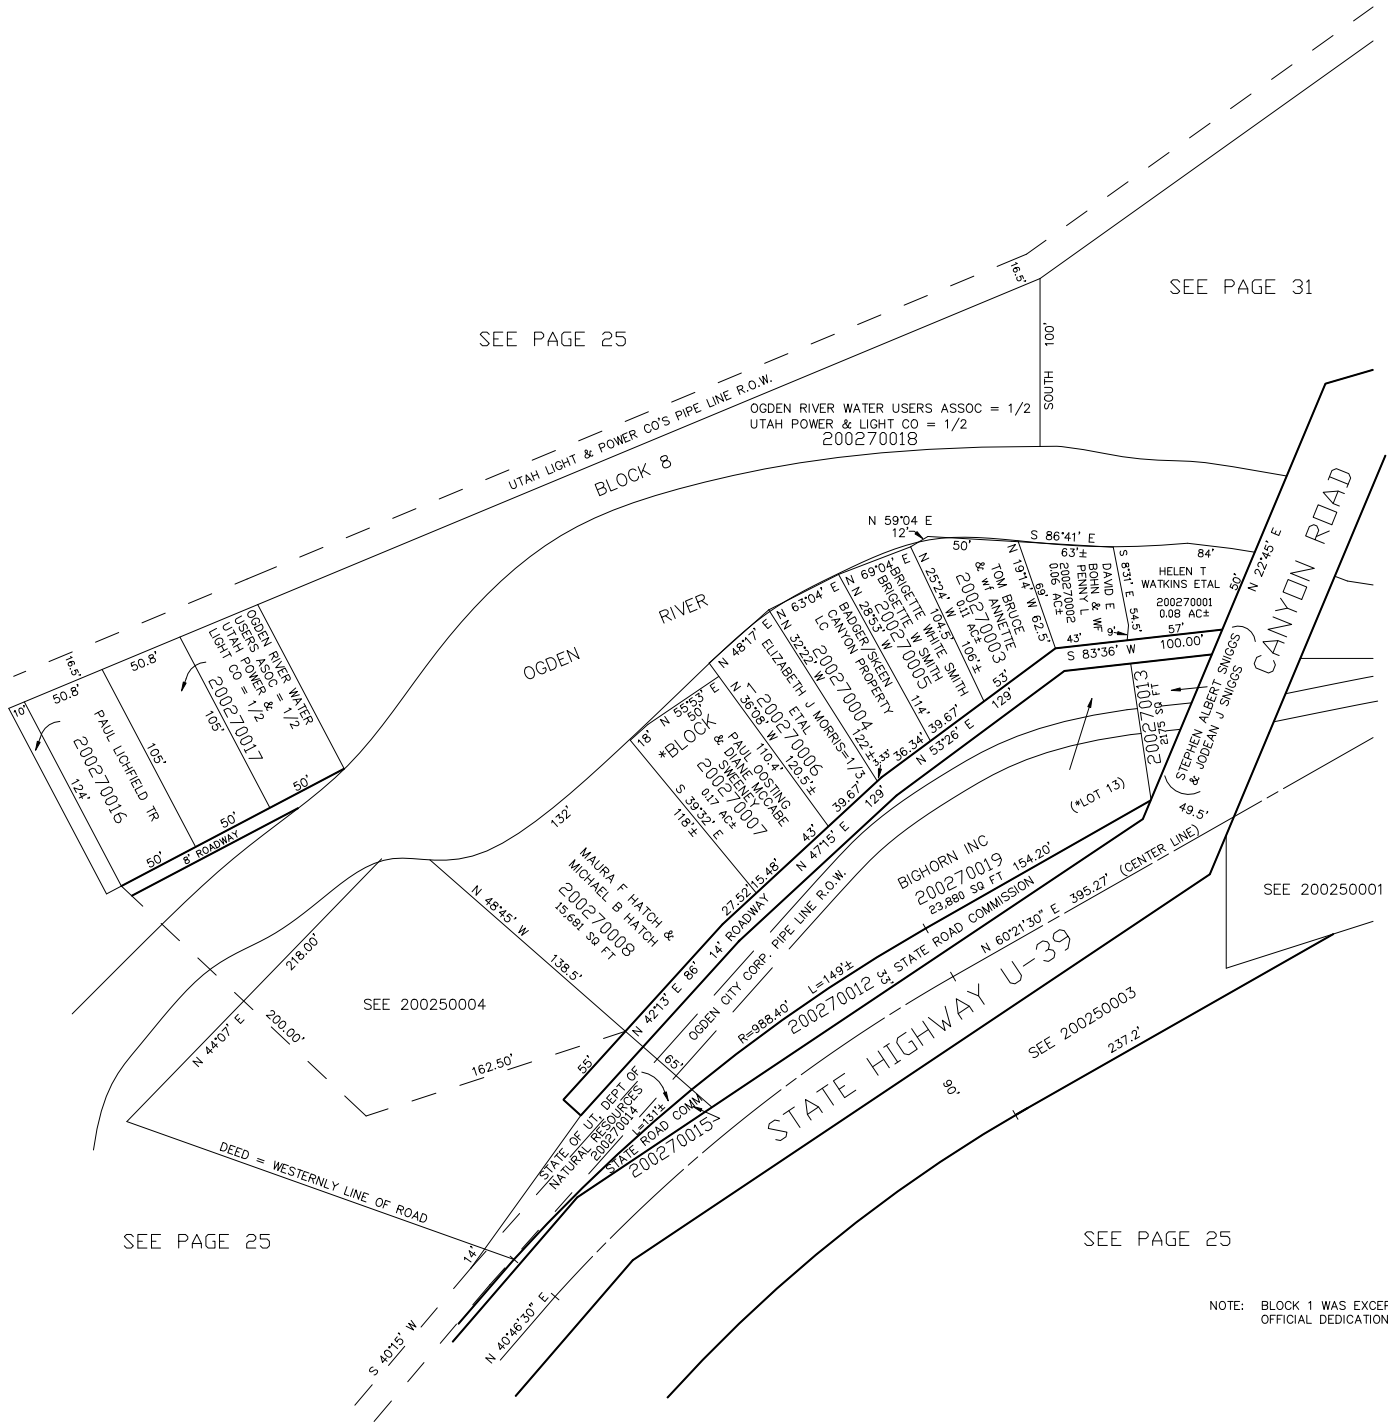 SEE PAGE 31
SEE PAGE 25
16.5'
100'
SOUTH
UTAH LIGHT & POWER CO'S PIPE LINE R.O.W.
OGDEN RIVER WATER USERS ASSOC = 1/2
UTAH POWER & LIGHT CO = 1/2
200270018
BLOCK 8
OGDEN
RIVER
CANYON ROAD
N 22°45' E
50'
N 59°04 E
12'
50'
S 86°41' E
63'±
84'
HELEN T
WATKINS ETAL
200270001
0.08 AC±
57'
S 8°31' E
54.5'
9'
DAVID E
BOHN & WF
PENNY L
200270002
0.06 AC±
43'
S 83°36' W
100.00'
N 19°14' W
69'
62.5'
TOM BRUCE
& wf ANNETTE
200270003
0.11 AC±
106'±
53'
N 69°04' E
N 25°24' W
104.5'
BRIGETTE WHITE SMITH
BRIGETTE W SMITH
200270005
114'
39.67'
N 63°04' E
N 28°53' W
BADGER/SKEEN
CANYON PROPERTY
LC
200270004
122'±
36.34'
3.33'
N 48°17' E
N 32°22' W
ELIZABETH J MORRIS=1/3
ETAL
200270006
120.5'±
39.67'
N 55°53' E
50'
N 36°08' W
110.4'
PAUL OOSTING
& DIANE MCCABE
SWEENEY
200270007
0.17 AC±
43'
18'
*BLOCK 1
S 39°32' E
118'±
15.48'
27.52'
129'
N 53°26' E
129'
N 47°15' E
14' ROADWAY
86'
N 42°13' E
132'
MAURA F HATCH &
MICHAEL B HATCH
200270008
15,681 SQ FT
N 48°45' W
138.5'
55'
65'
OGDEN RIVER WATER
USERS ASSOC = 1/2
UTAH POWER &
LIGHT CO = 1/2
200270017
105'
50'
16.5'
50.8'
50.8'
10'
PAUL LICHFIELD TR
200270016
105'
124'
50'
50'
8' ROADWAY
218.00'
N 44°07' E
200.00'
SEE 200250004
162.50'
DEED = WESTERNLY LINE OF ROAD
SEE PAGE 25
14'
S 40°15' W
N 40°46'30" E
STATE OF UT. DEPT OF
NATURAL RESOURCES
200270014
L=131'±
STATE ROAD COMM
200270015
OGDEN CITY CORP. PIPE LINE R.O.W.
R=988.40'
L=149'±
200270012
33'
STATE ROAD COMMISSION
BIGHORN INC
200270019
23,880 SQ FT
154.20'
(*LOT 13)
200270013
2175
SQ FT
STEPHEN ALBERT SNIGGS
& JODEAN J SNIGGS
49.5'
N 60°21'30" E 395.27' (CENTER LINE)
STATE HIGHWAY U-39
90'
SEE 200250001
SEE 200250003
237.2'
SEE PAGE 25
NOTE: BLOCK 1 WAS EXCEP
OFFICIAL DEDICATION